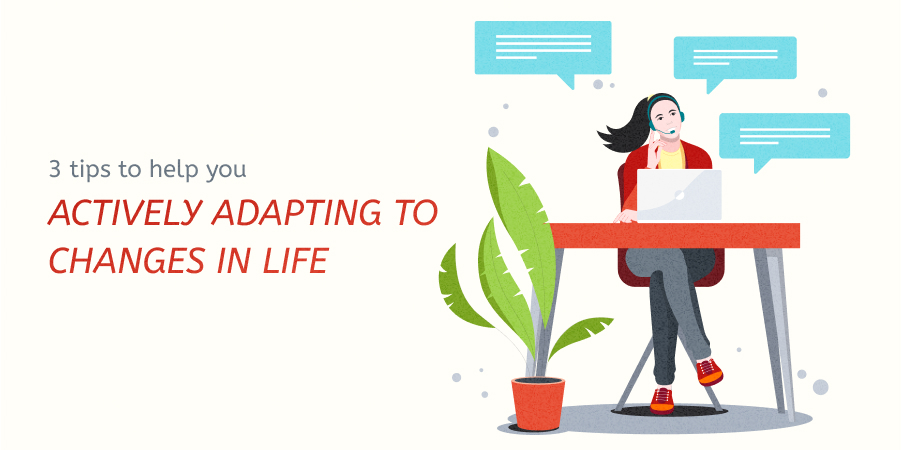 3 tips to help you
ACTIVELY ADAPTING TO
CHANGES IN LIFE